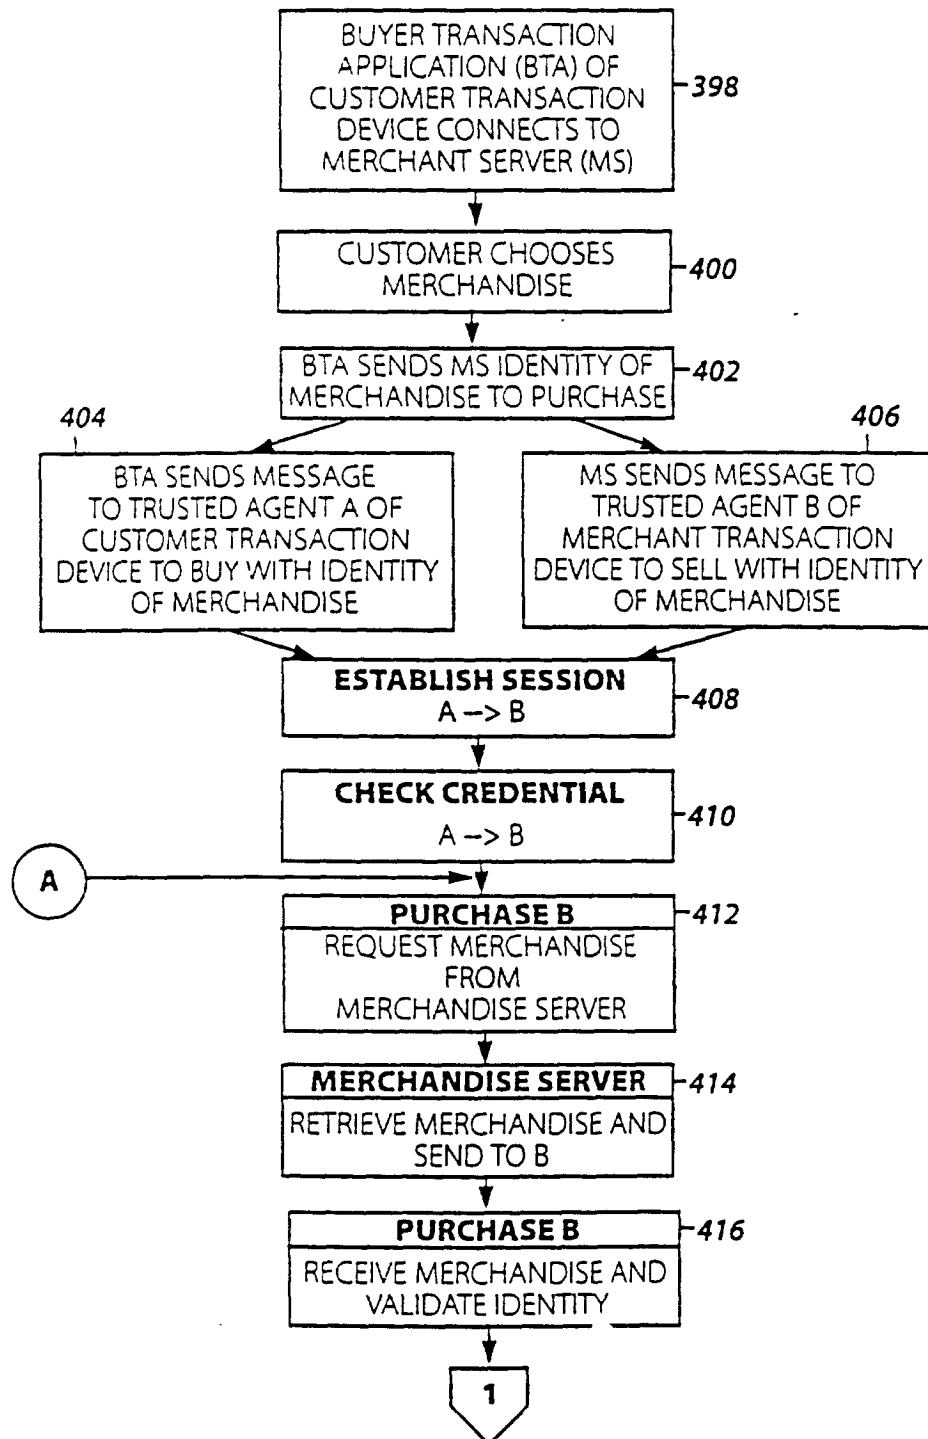 BUYER TRANSACTION
APPLICATION (BTA) OF
CUSTOMER TRANSACTION
DEVICE CONNECTS TO
MERCHANT SERVER (MS)
398
CUSTOMER CHOOSES
MERCHANDISE
400
BTA SENDS MS IDENTITY OF
MERCHANDISE TO PURCHASE
402
404
BTA SENDS MESSAGE
TO TRUSTED AGENT A OF
CUSTOMER TRANSACTION
DEVICE TO BUY WITH IDENTITY
OF MERCHANDISE
406
MS SENDS MESSAGE TO
TRUSTED AGENT B OF
MERCHANT TRANSACTION
DEVICE TO SELL WITH IDENTITY
OF MERCHANDISE
ESTABLISH SESSION
A –> B
408
CHECK CREDENTIAL
A –> B
410
A
PURCHASE B
412
REQUEST MERCHANDISE
FROM
MERCHANDISE SERVER
MERCHANDISE SERVER
414
RETRIEVE MERCHANDISE AND
SEND TO B
PURCHASE B
416
RECEIVE MERCHANDISE AND
VALIDATE IDENTITY
1